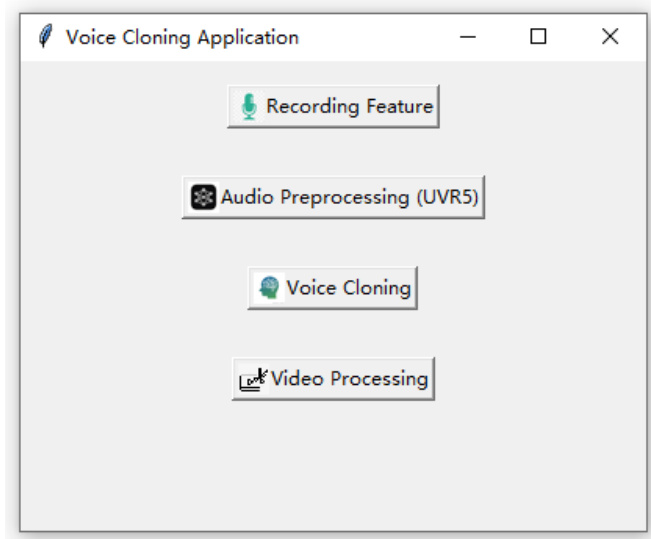 Voice Cloning Application
Recording Feature
Audio Preprocessing (UVR5)
Voice Cloning
Video Processing